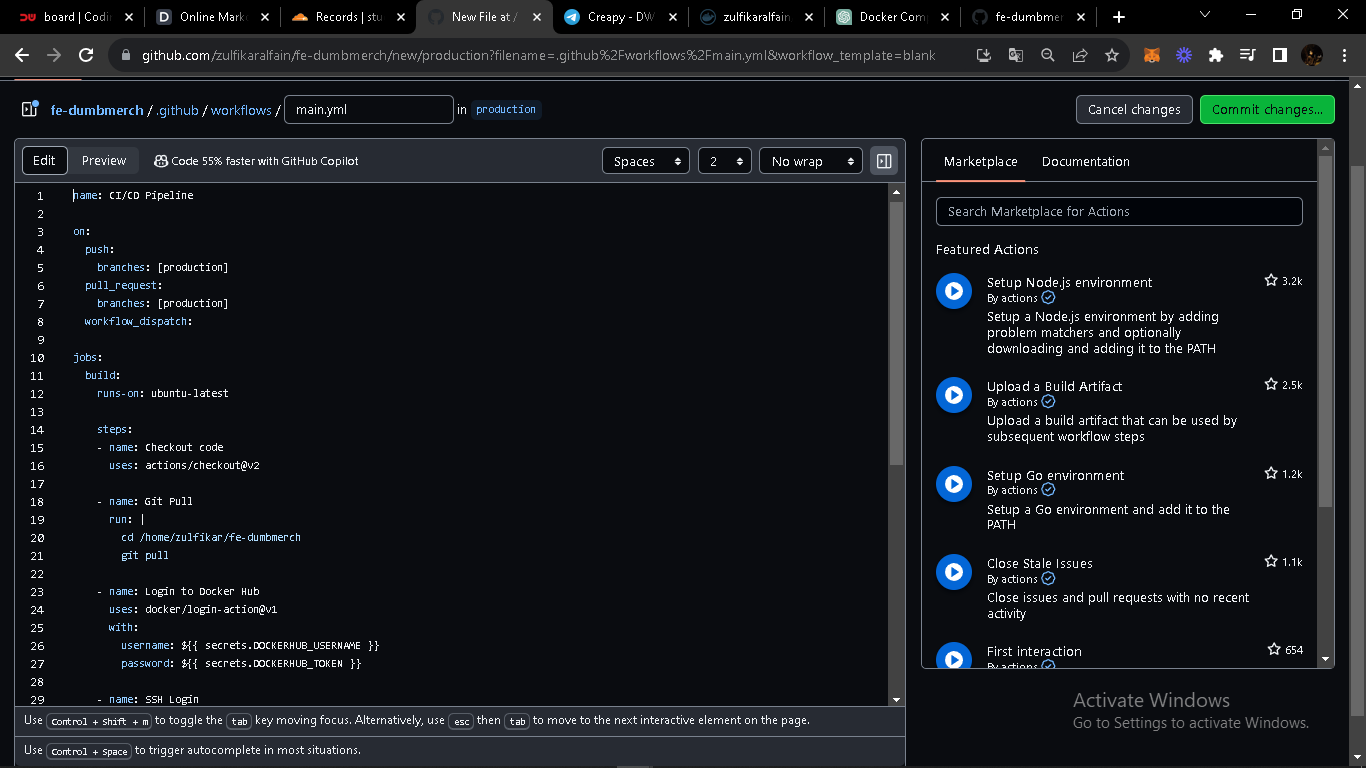 board | Codi
Online Mark
Records | stu
New File at /
Creapy - DW
zulfikaralfain
Docker Com
fe-dumbmer
github.com/zulfikaralfain/fe-dumbmerch/new/production?filename=.github%2Fworkflows%2Fmain.yml&workflow_template=blank
fe-dumbmerch / .github / workflows / main.yml in production
Cancel changes
Commit changes...
Edit
Preview
Code 55% faster with GitHub Copilot
Spaces
2
No wrap
1 name: CI/CD Pipeline
2
3 on:
4 push:
5 branches: [production]
6 pull_request:
7 branches: [production]
8 workflow_dispatch:
9
10 jobs:
11 build:
12 runs-on: ubuntu-latest
13
14 steps:
15 - name: Checkout code
16 uses: actions/checkout@v2
17
18 - name: Git Pull
19 run: |
20 cd /home/zulfikar/fe-dumbmerch
21 git pull
22
23 - name: Login to Docker Hub
24 uses: docker/login-action@v1
25 with:
26 username: ${{ secrets.DOCKERHUB_USERNAME }}
27 password: ${{ secrets.DOCKERHUB_TOKEN }}
28
29 - name: SSH Login
Use Control + Shift + m to toggle the tab key moving focus. Alternatively, use esc then tab to move to the next interactive element on the page.
Use Control + Space to trigger autocomplete in most situations.
Marketplace
Documentation
Search Marketplace for Actions
Featured Actions
Setup Node.js environment
3.2k
By actions
Setup a Node.js environment by adding
problem matchers and optionally
downloading and adding it to the PATH
Upload a Build Artifact
2.5k
By actions
Upload a build artifact that can be used by
subsequent workflow steps
Setup Go environment
1.2k
By actions
Setup a Go environment and add it to the
PATH
Close Stale Issues
1.1k
By actions
Close issues and pull requests with no recent
activity
First interaction
654
By actions
Activate Windows
Go to Settings to activate Windows.